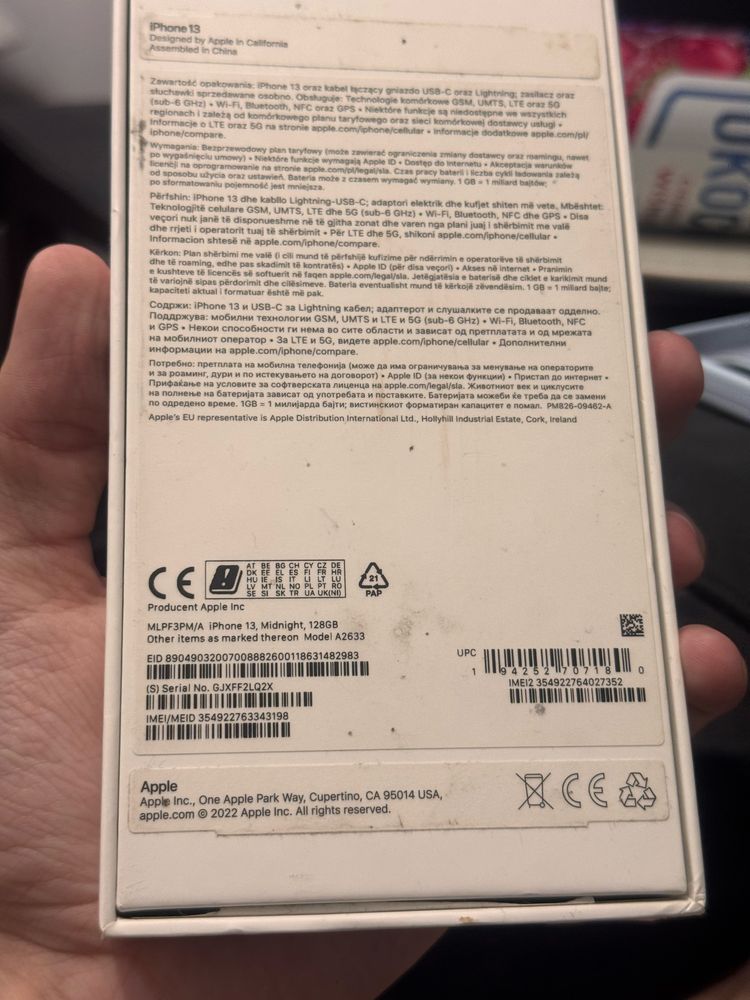 iPhone 13
Designed by Apple in California
Assembled in China
Zawartość opakowania: iPhone 13 oraz kabel łączący gniazdo USB-C oraz Lightning; zasilacz oraz
słuchawki sprzedawane osobno. Obsługuje: Technologie komórkowe GSM, UMTS, LTE oraz 5G
(sub-6 GHz) • Wi-Fi, Bluetooth, NFC oraz GPS • Niektóre funkcje są niedostępne we wszystkich
regionach i zależą od komórkowego planu taryfowego oraz sieci komórkowej dostawcy usługi •
Informacje o LTE oraz 5G na stronie apple.com/iphone/cellular • Informacje dodatkowe apple.com/pl/
iphone/compare.
Wymagania: Bezprzewodowy plan taryfowy (może zawierać ograniczenia zmiany dostawcy oraz roamingu, nawet
po wygaśnięciu umowy) • Niektóre funkcje wymagają Apple ID • Dostęp do Internetu • Akceptacja warunków
licencji na oprogramowanie na stronie apple.com/pl/legal/sla. Czas pracy baterii i liczba cykli ładowania zależą
od sposobu użycia oraz ustawień. Bateria może z czasem wymagać wymiany. 1 GB = 1 miliard bajtów;
po sformatowaniu pojemność jest mniejsza.
Përfshin: iPhone 13 dhe kabllo Lightning-USB-C; adaptori elektrik dhe kufjet shiten më vete. Mbështet:
Teknologjitë celulare GSM, UMTS, LTE dhe 5G (sub-6 GHz) • Wi-Fi, Bluetooth, NFC dhe GPS • Disa
veçori nuk janë të disponueshme në të gjitha zonat dhe varen nga plani juaj i shërbimit me valë
dhe rrjeti i operatorit tuaj të shërbimit • Për LTE dhe 5G, shikoni apple.com/iphone/cellular •
Informacion shtesë në apple.com/iphone/compare.
Kërkon: Plan shërbimi me valë (i cili mund të përfshijë kufizime për ndërrimin e operatorëve të shërbimit
dhe të roaming, edhe pas skadimit të kontratës) • Apple ID (për disa veçori) • Akses në internet • Pranimin
e kushteve të licencës së softuerit në faqen apple.com/legal/sla. Jetëgjatësia e baterisë dhe ciklet e karikimit mund
të variojnë sipas përdorimit dhe cilësimeve. Bateria eventualisht mund të kërkojë zëvendësim. 1 GB = 1 miliard bajte;
kapaciteti aktual i formatuar është më pak.
Содржи: iPhone 13 и USB-C за Lightning кабел; адаптерот и слушалките се продаваат одделно.
Поддржува: мобилни технологии GSM, UMTS и LTE и 5G (sub-6 GHz) • Wi-Fi, Bluetooth, NFC
и GPS • Некои способности ги нема во сите области и зависат од претплатата и од мрежата
на мобилниот оператор • За LTE и 5G, видете apple.com/iphone/cellular • Дополнителни
информации на apple.com/iphone/compare.
Потребно: претплата на мобилна телефонија (може да има ограничувања за менување на операторите
и за роаминг, дури и по истекувањето на договорот) • Apple ID (за некои функции) • Пристап до интернет •
Прифаќање на условите за софтверската лиценца на apple.com/legal/sla. Животниот век и циклусите
на полнење на батеријата зависат од употребата и поставките. Батеријата можеби ќе треба да се замени
по одредено време. 1GB = 1 милијарда бајти; вистинскиот форматиран капацитет е помал. PM826-09462-A
Apple's EU representative is Apple Distribution International Ltd., Hollyhill Industrial Estate, Cork, Ireland
CE
AT BE BG CH CY CZ DE
DK EE EL ES FI FR HR
HU IE IS IT LI LT LU
LV MT NL NO PL PT RO
SE SI SK TR UA UK(NI)
21
PAP
Producent Apple Inc
MLPF3PM/A iPhone 13, Midnight, 128GB
Other items as marked thereon Model A2633
EID 89049032007008882600118631482983
(S) Serial No. GJXFF2LQ2X
IMEI/MEID 354922763343198
UPC
1 94252 70718 0
IMEI2 354922764027352
Apple
Apple Inc., One Apple Park Way, Cupertino, CA 95014 USA,
apple.com © 2022 Apple Inc. All rights reserved.
CE